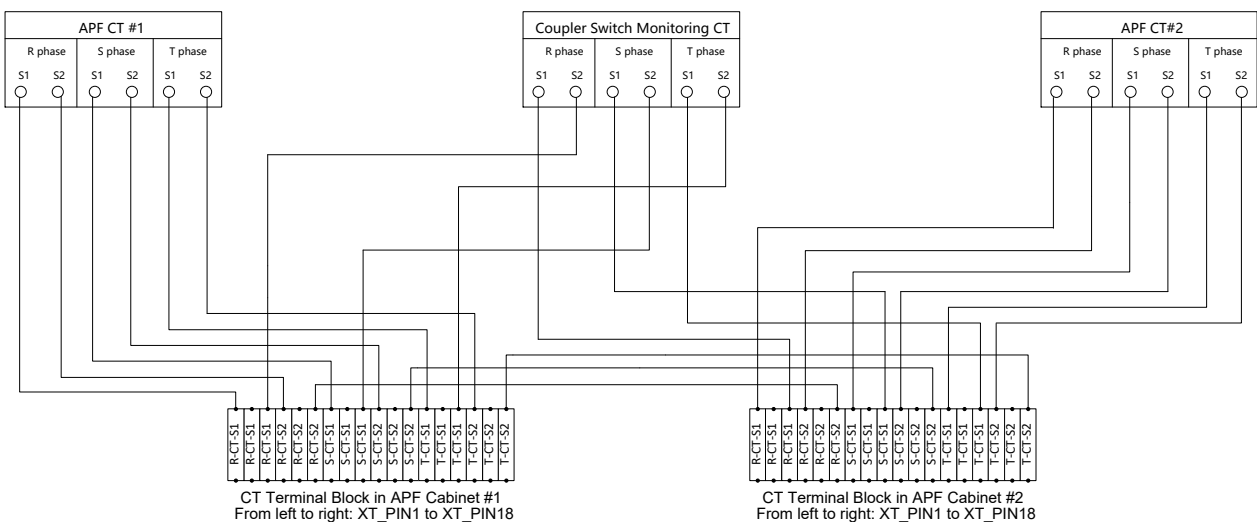 APF CT #1
R phase S phase T phase
S1 S2 S1 S2 S1 S2
Coupler Switch Monitoring CT
R phase S phase T phase
S1 S2 S1 S2 S1 S2
APF CT#2
R phase S phase T phase
S1 S2 S1 S2 S1 S2
R-CT-S1
R-CT-S1
R-CT-S1
R-CT-S2
R-CT-S2
R-CT-S2
S-CT-S1
S-CT-S1
S-CT-S1
S-CT-S2
S-CT-S2
S-CT-S2
T-CT-S1
T-CT-S1
T-CT-S1
T-CT-S2
T-CT-S2
T-CT-S2
CT Terminal Block in APF Cabinet #1
From left to right: XT_PIN1 to XT_PIN18
R-CT-S1
R-CT-S1
R-CT-S1
R-CT-S2
R-CT-S2
R-CT-S2
S-CT-S1
S-CT-S1
S-CT-S1
S-CT-S2
S-CT-S2
S-CT-S2
T-CT-S1
T-CT-S1
T-CT-S1
T-CT-S2
T-CT-S2
T-CT-S2
CT Terminal Block in APF Cabinet #2
From left to right: XT_PIN1 to XT_PIN18